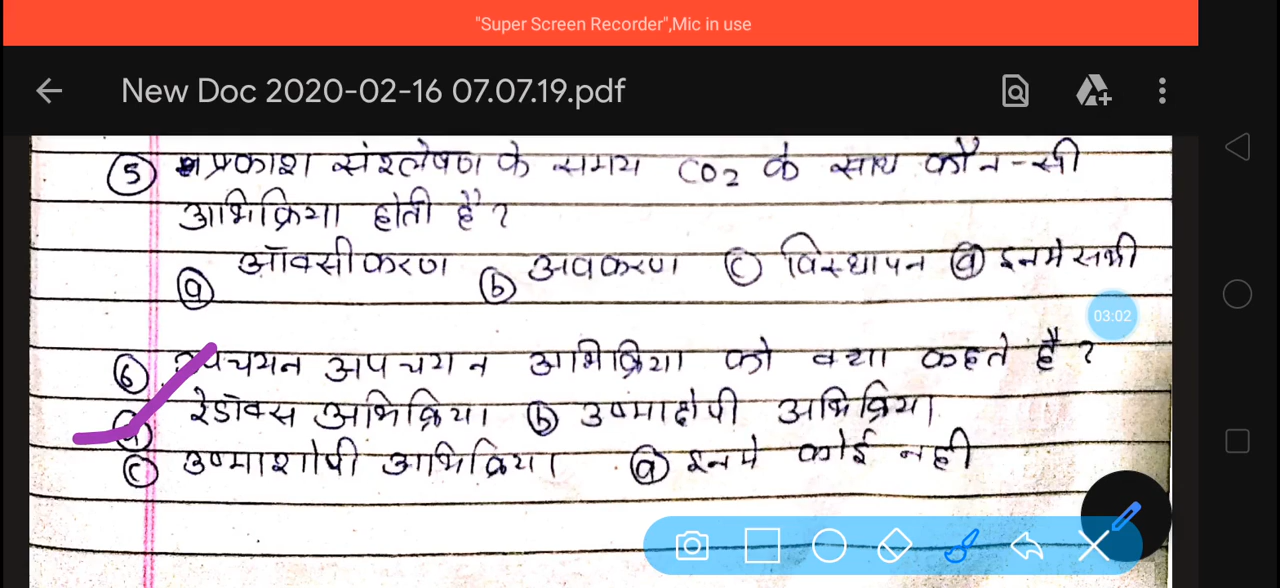 "Super Screen Recorder",Mic in use
New Doc 2020-02-16 07.07.19.pdf
5 प्रकाश संश्लेषण के समय CO2 के साथ कौन-सी
अभिक्रिया होती है?
a ऑक्सीकरण b अवकरण c विस्थापन d इनमे सभी
03:02
6 उपचयन अपचयन अभिक्रिया को क्या कहते है?
रेडॉक्स अभिक्रिया b उष्माक्षेपी अभिक्रिया
c उष्माशोषी अभिक्रिया d इनमे कोई नही